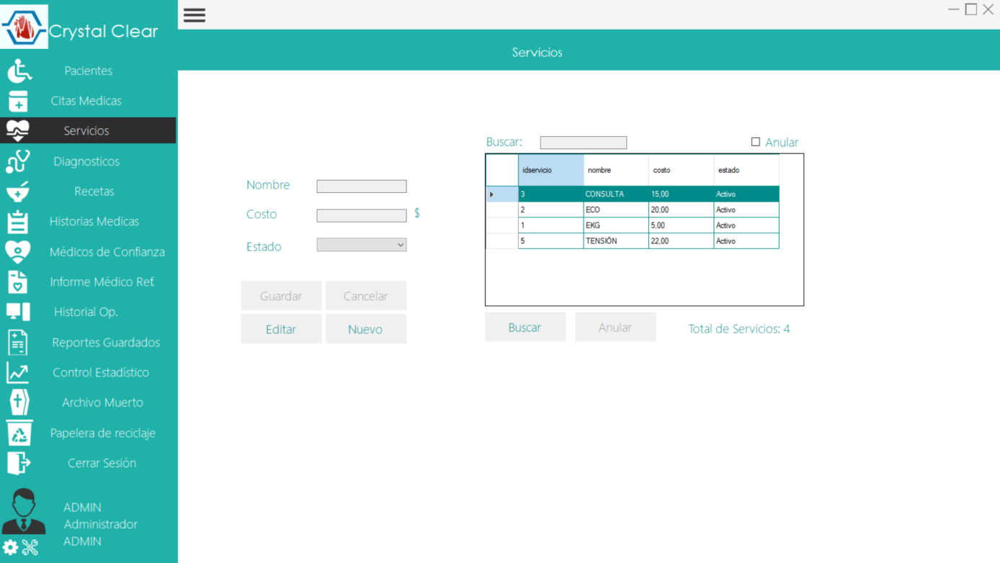 Crystal Clear
Pacientes
Citas Medicas
Servicios
Diagnosticos
Recetas
Historias Medicas
Médicos de Confianza
Informe Médico Ref.
Historial Op.
Reportes Guardados
Control Estadístico
Archivo Muerto
Papelera de reciclaje
Cerrar Sesión
ADMIN
Administrador
ADMIN
Servicios
Nombre
Costo $
Estado
Guardar Cancelar
Editar Nuevo
Buscar: Anular
idservicio nombre costo estado
3 CONSULTA 15,00 Activo
2 ECO 20,00 Activo
1 EKG 5,00 Activo
5 TENSIÓN 22,00 Activo
Buscar Anular Total de Servicios: 4